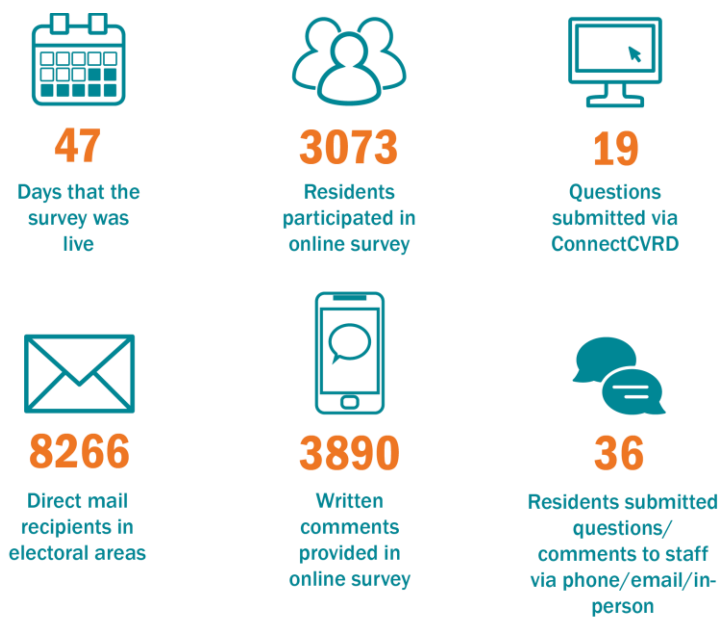 47
Days that the
survey was
live
3073
Residents
participated in
online survey
19
Questions
submitted via
ConnectCVRD
8266
Direct mail
recipients in
electoral areas
3890
Written
comments
provided in
online survey
36
Residents submitted
questions/
comments to staff
via phone/email/in-
person